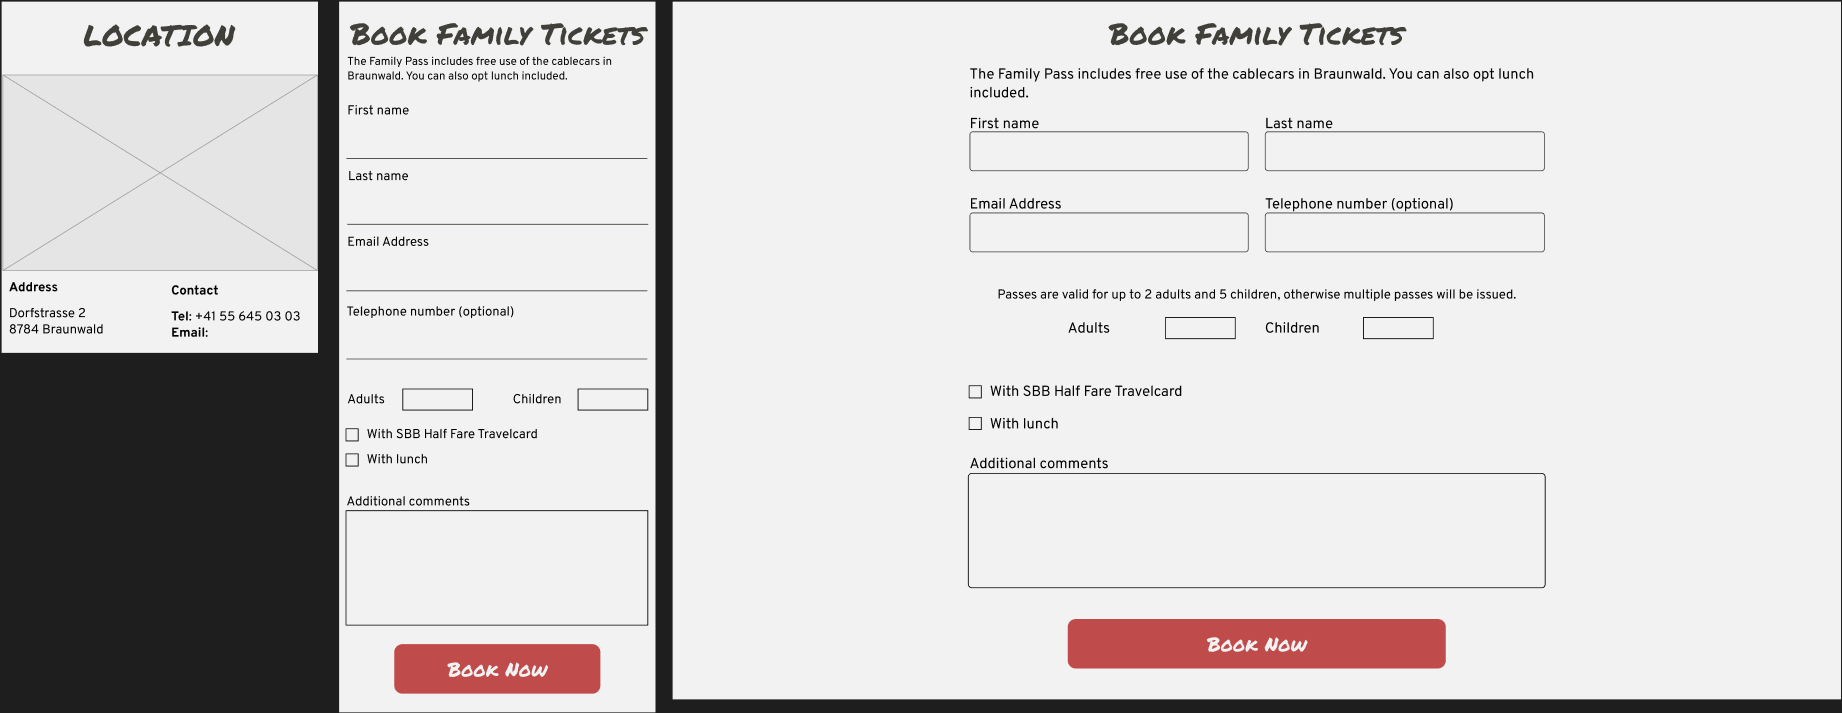 LOCATION
Address
Dorfstrasse 2
8784 Braunwald
Contact
Tel: +41 55 645 03 03
Email:
Book Family Tickets
The Family Pass includes free use of the cablecars in
Braunwald. You can also opt lunch included.
First name
Last name
Email Address
Telephone number (optional)
Adults Children
With SBB Half Fare Travelcard
With lunch
Additional comments
Book Now
Book Family Tickets
The Family Pass includes free use of the cablecars in Braunwald. You can also opt lunch
included.
First name Last name
Email Address Telephone number (optional)
Passes are valid for up to 2 adults and 5 children, otherwise multiple passes will be issued.
Adults Children
With SBB Half Fare Travelcard
With lunch
Additional comments
Book Now